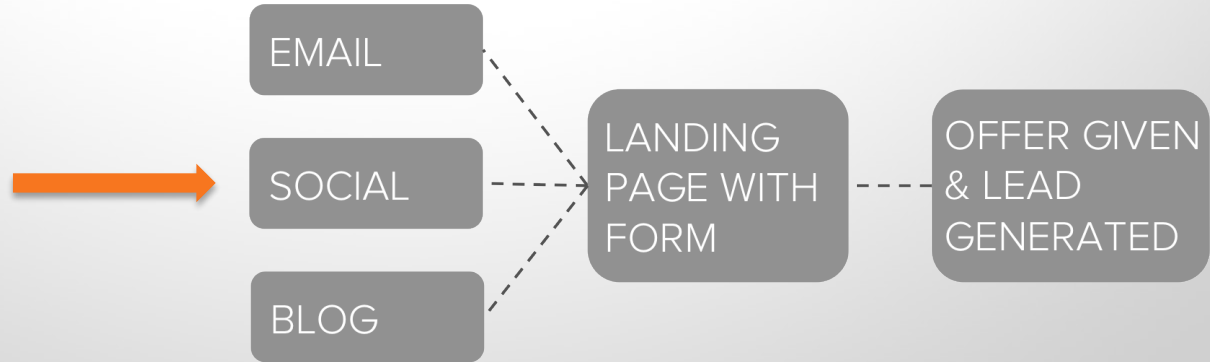 EMAIL
SOCIAL
BLOG
LANDING
PAGE WITH
FORM
OFFER GIVEN
& LEAD
GENERATED